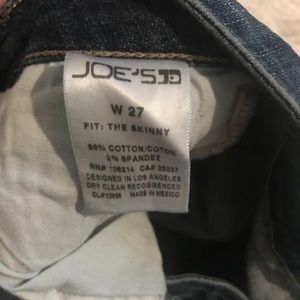 JOE'S
W 27
FIT: THE SKINNY
98% COTTON/COTON
2% SPANDEX
RN# 106214 CA# 35037
DESIGNED IN LOS ANGELES
DRY CLEAN RECOMMENDED
MADE IN MEXICO